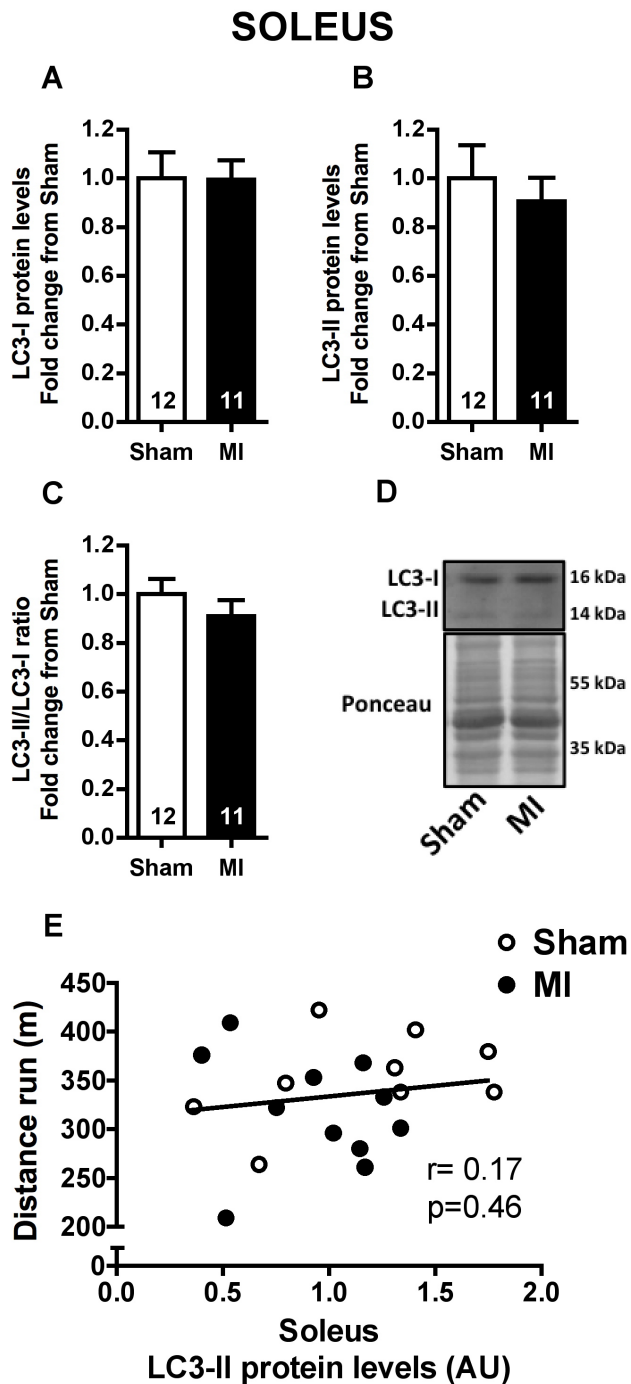 SOLEUS
A
LC3-I protein levels
Fold change from Sham
1.2
1.0
0.8
0.6
0.4
0.2
0.0
12
11
Sham
MI
B
LC3-II protein levels
Fold change from Sham
1.2
1.0
0.8
0.6
0.4
0.2
0.0
12
11
Sham
MI
C
LC3-II/LC3-I ratio
Fold change from Sham
1.2
1.0
0.8
0.6
0.4
0.2
0.0
12
11
Sham
MI
D
LC3-I
16 kDa
LC3-II
14 kDa
Ponceau
55 kDa
35 kDa
Sham
MI
E
Sham
MI
Distance run (m)
450
400
350
300
250
200
0
r= 0.17
p=0.46
0.0
0.5
1.0
1.5
2.0
Soleus
LC3-II protein levels (AU)